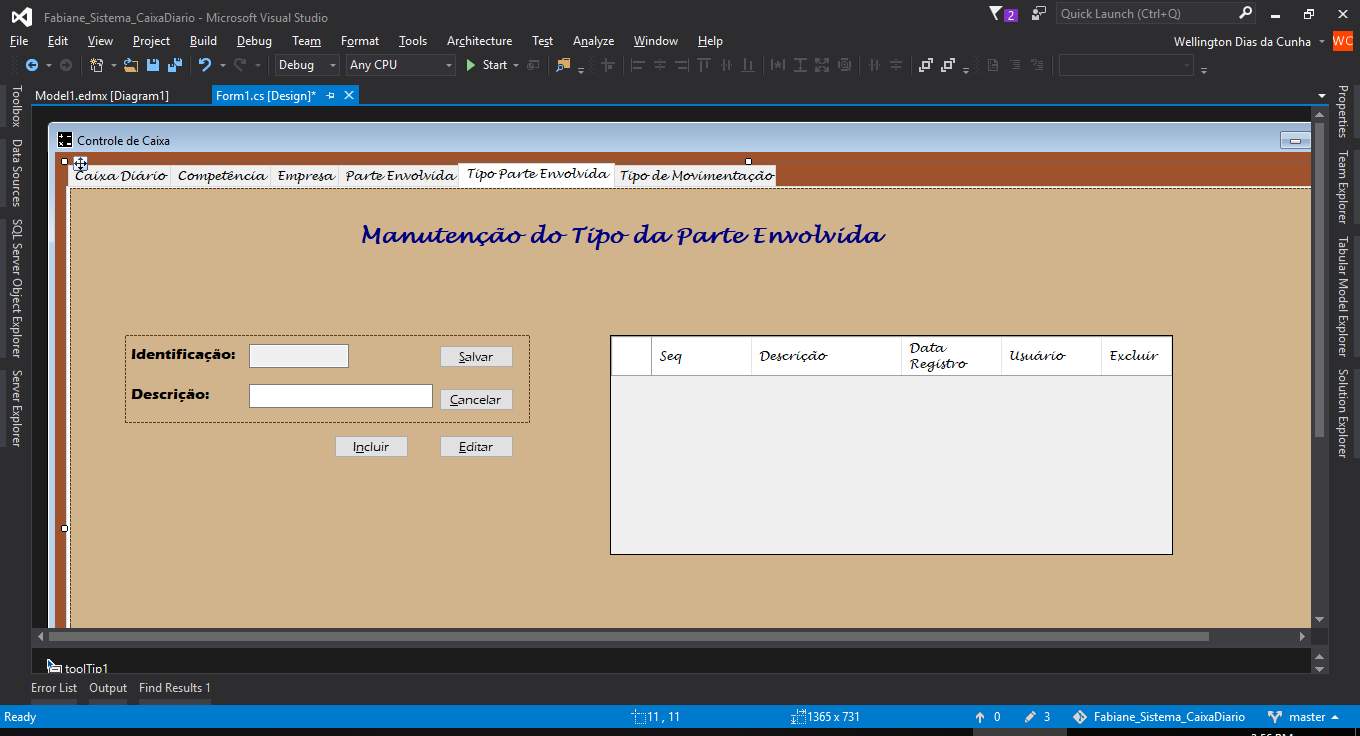 Fabiane_Sistema_CaixaDiario - Microsoft Visual Studio
2
Quick Launch (Ctrl+Q)
File Edit View Project Build Debug Team Format Tools Architecture Test Analyze Window Help
Wellington Dias da Cunha
WC
Debug Any CPU Start
Model1.edmx [Diagram1]
Form1.cs [Design]*
Toolbox
Data Sources
SQL Server Object Explorer
Server Explorer
Controle de Caixa
Caixa Diário Competência Empresa Parte Envolvida Tipo Parte Envolvida Tipo de Movimentação
Manutenção do Tipo da Parte Envolvida
Identificação:
Salvar
Descrição:
Cancelar
Incluir
Editar
Seq Descrição Data Registro Usuário Excluir
Properties
Team Explorer
Tabular Model Explorer
Solution Explorer
toolTip1
Error List Output Find Results 1
Ready
11 , 11
1365 x 731
0
3
Fabiane_Sistema_CaixaDiario
master